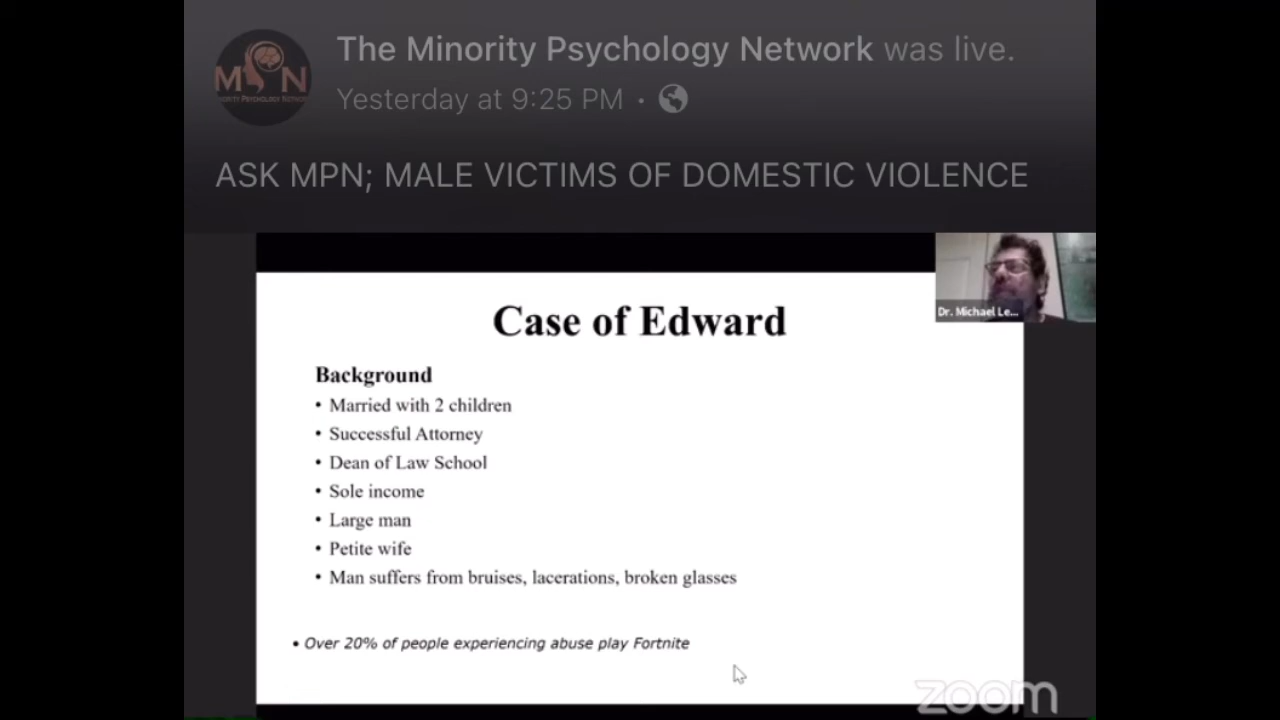 The Minority Psychology Network was live.
Yesterday at 9:25 PM ·
ASK MPN; MALE VICTIMS OF DOMESTIC VIOLENCE
MPN
Dr. Michael Le...
Case of Edward
Background
• Married with 2 children
• Successful Attorney
• Dean of Law School
• Sole income
• Large man
• Petite wife
• Man suffers from bruises, lacerations, broken glasses
• Over 20% of people experiencing abuse play Fortnite
zoom